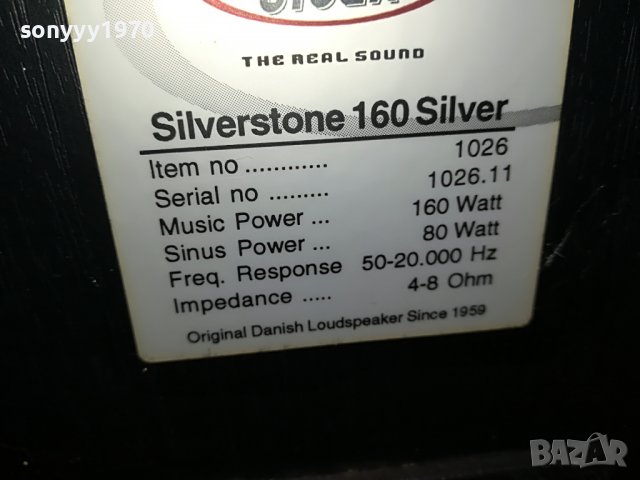 sonyyy1970
THE REAL SOUND
Silverstone 160 Silver
Item no ............ 1026
Serial no ......... 1026.11
Music Power ... 160 Watt
Sinus Power ... 80 Watt
Freq. Response 50-20.000 Hz
Impedance ..... 4-8 Ohm
Original Danish Loudspeaker Since 1959
BAZAR